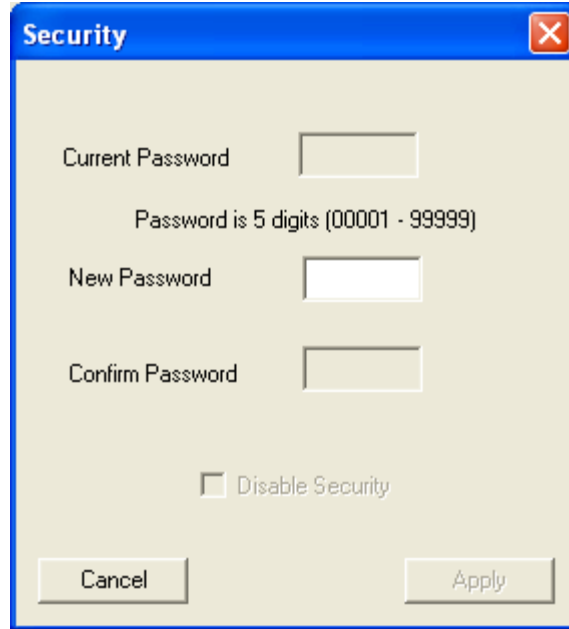 Security
Current Password
Password is 5 digits (00001 - 99999)
New Password
Confirm Password
Disable Security
Cancel
Apply